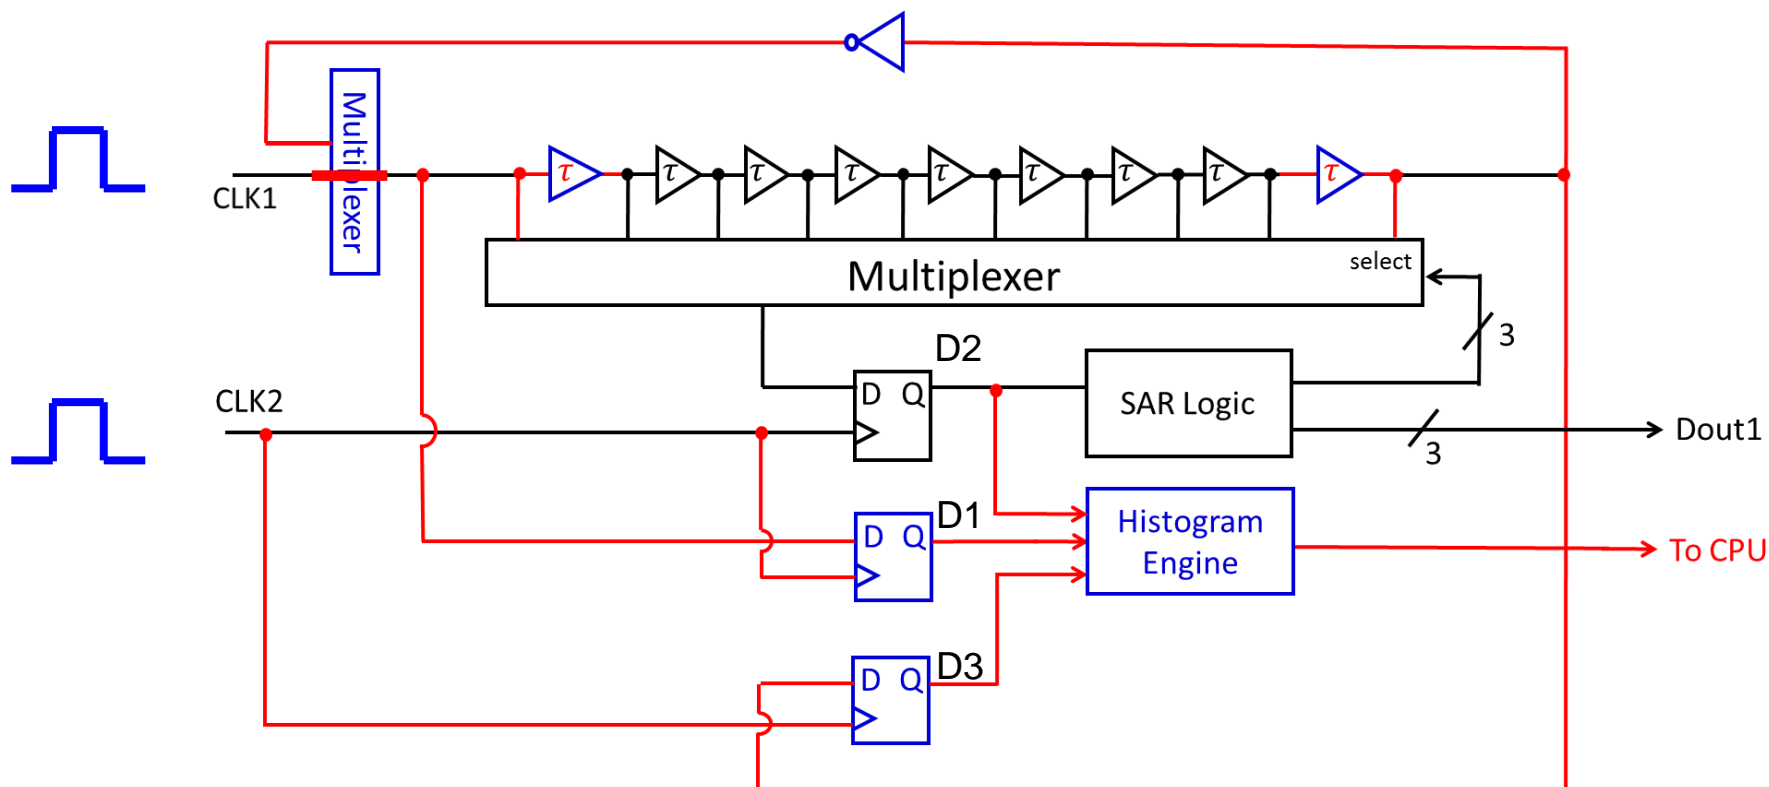 Multiplexer
CLK1
τ τ τ τ τ τ τ τ τ
Multiplexer
select
3
D2
CLK2
D Q
SAR Logic
Dout1
3
D1
D Q
Histogram
Engine
To CPU
D3
D Q